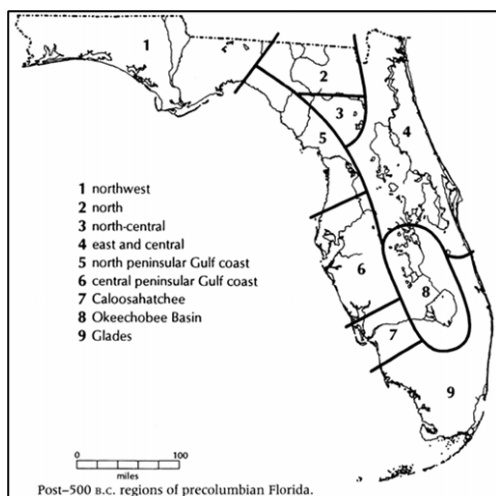 1
2
3
4
5
6
7
8
9
1 northwest
2 north
3 north-central
4 east and central
5 north peninsular Gulf coast
6 central peninsular Gulf coast
7 Caloosahatchee
8 Okeechobee Basin
9 Glades
0 100
miles
Post–500 B.C. regions of precolumbian Florida.